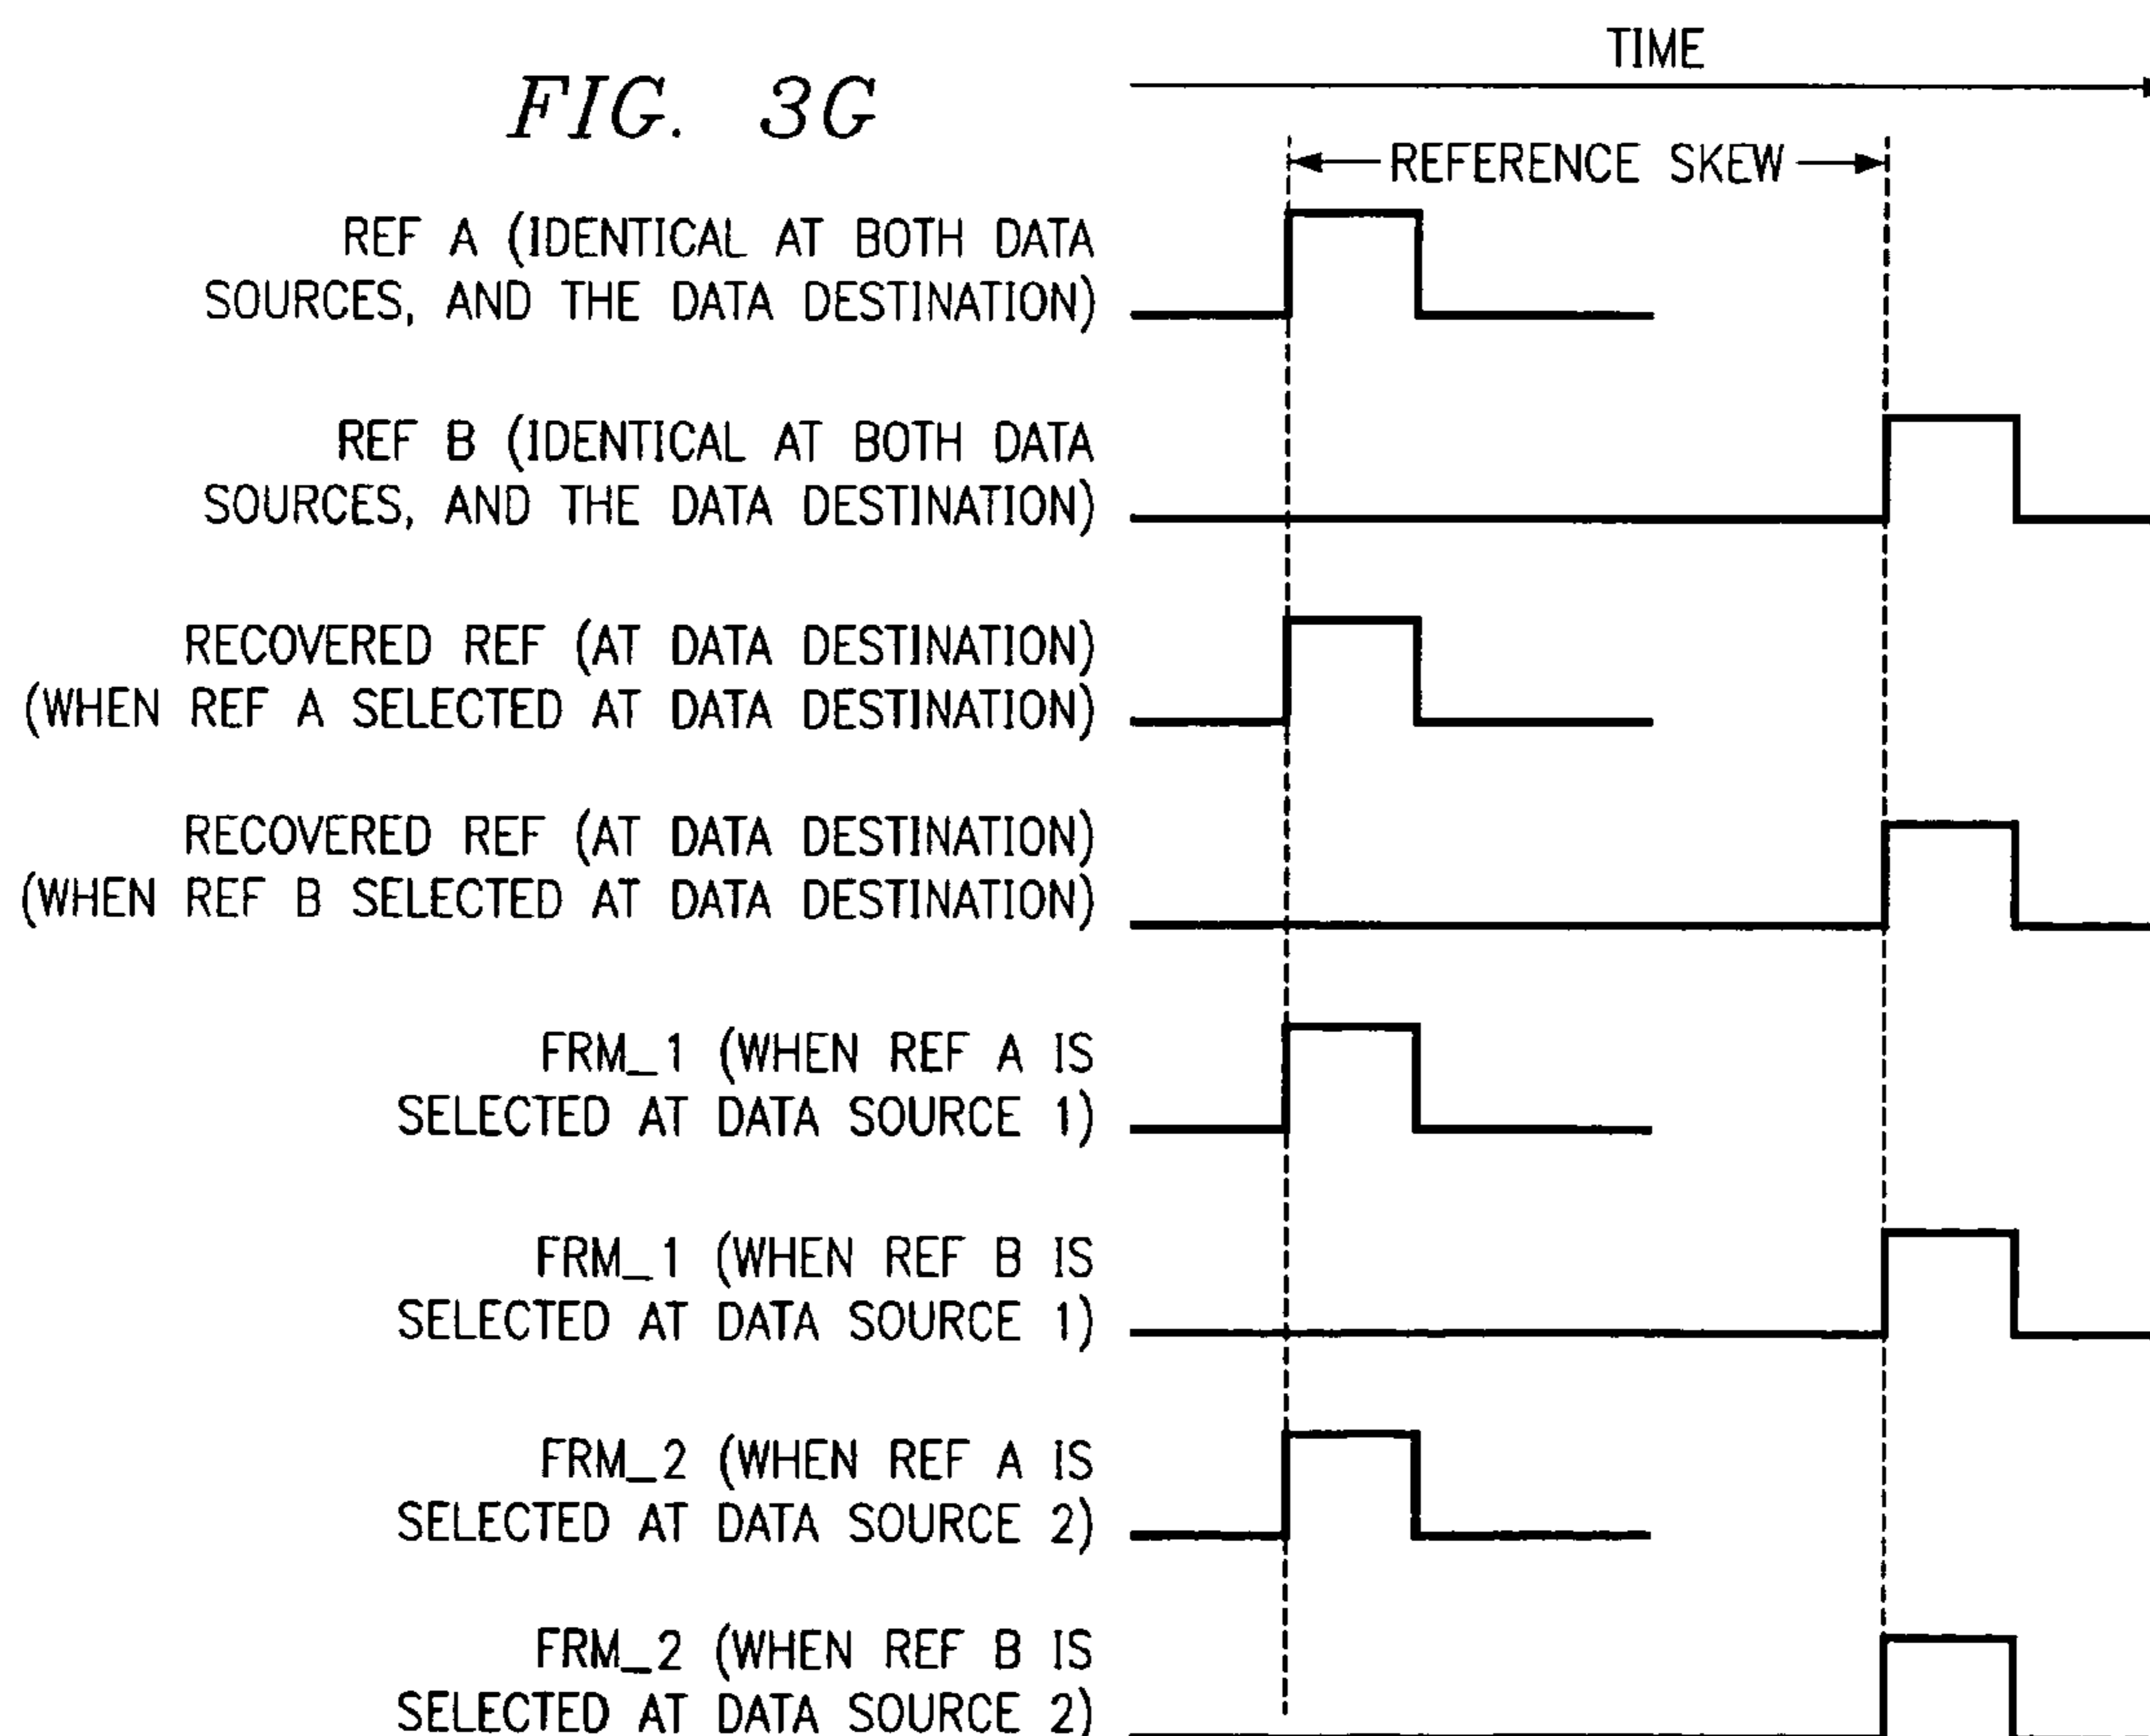 FIG. 3G
TIME
REFERENCE SKEW
REF A (IDENTICAL AT BOTH DATA
SOURCES, AND THE DATA DESTINATION)
REF B (IDENTICAL AT BOTH DATA
SOURCES, AND THE DATA DESTINATION)
RECOVERED REF (AT DATA DESTINATION)
(WHEN REF A SELECTED AT DATA DESTINATION)
RECOVERED REF (AT DATA DESTINATION)
(WHEN REF B SELECTED AT DATA DESTINATION)
FRM_1 (WHEN REF A IS
SELECTED AT DATA SOURCE 1)
FRM_1 (WHEN REF B IS
SELECTED AT DATA SOURCE 1)
FRM_2 (WHEN REF A IS
SELECTED AT DATA SOURCE 2)
FRM_2 (WHEN REF B IS
SELECTED AT DATA SOURCE 2)